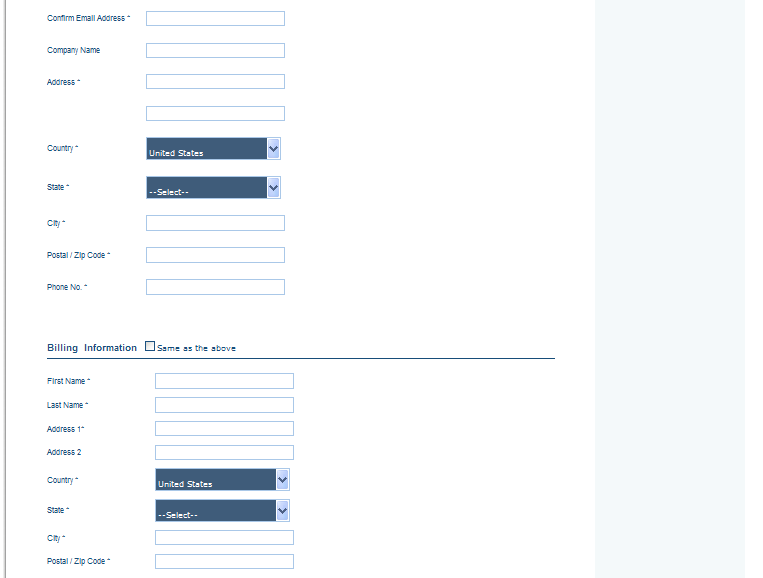 Confirm Email Address *
Company Name
Address *
Country *
United States
State *
--Select--
City *
Postal / Zip Code *
Phone No. *
Billing Information Same as the above
First Name *
Last Name *
Address 1*
Address 2
Country *
United States
State *
--Select--
City *
Postal / Zip Code *